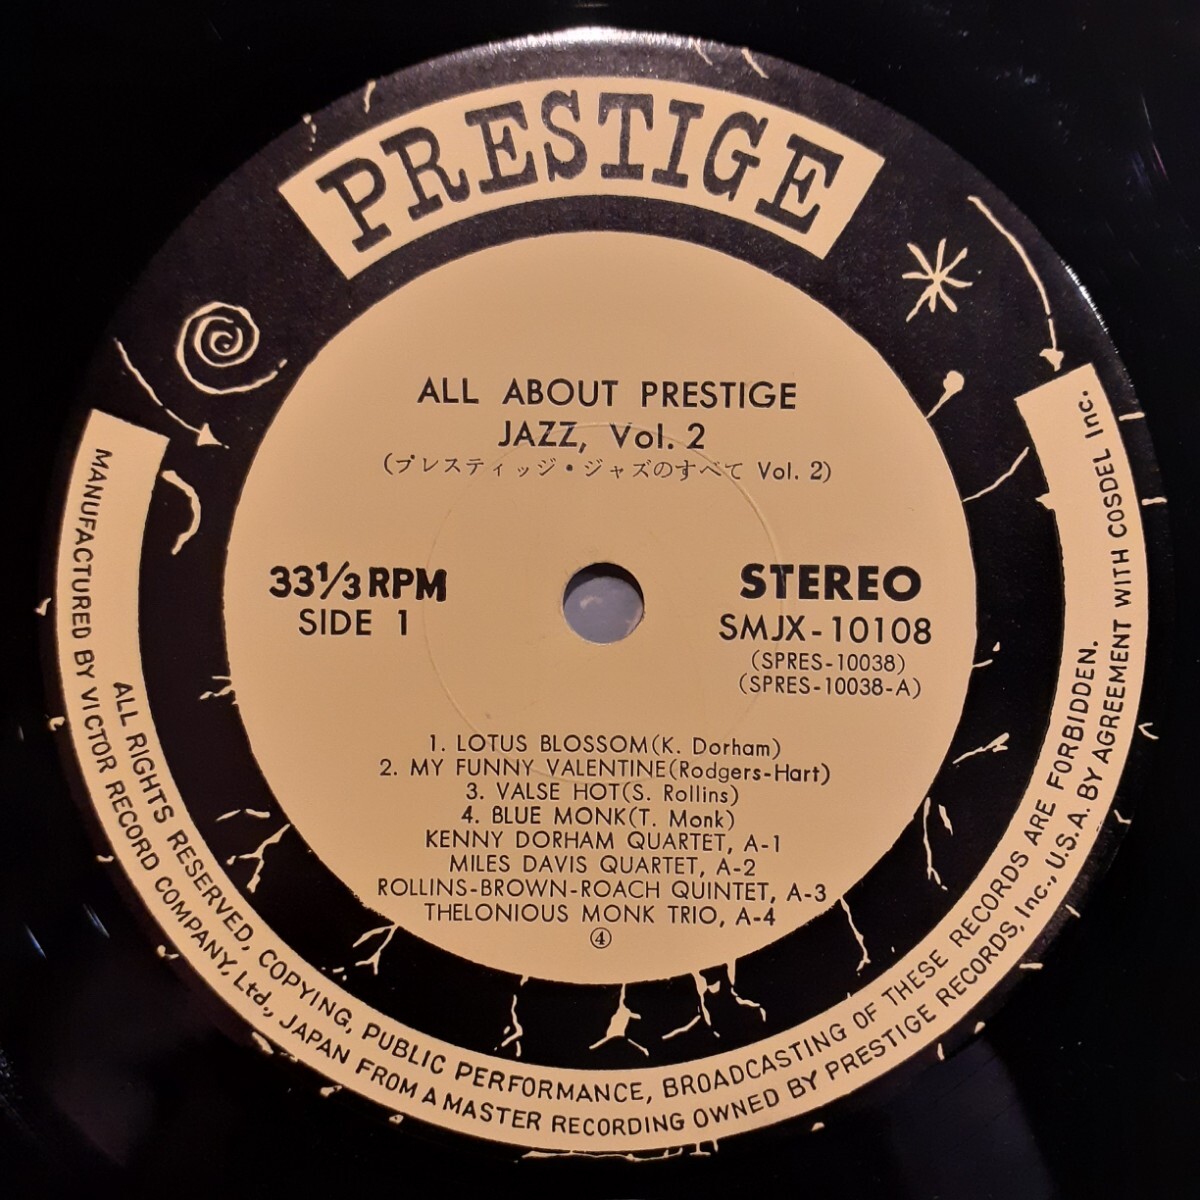 PRESTIGE
ALL ABOUT PRESTIGE
JAZZ, Vol. 2
(プレスティッジ・ジャズのすべて Vol. 2)
33 1/3 RPM
SIDE 1
STEREO
SMJX-10108
(SPRES-10038)
(SPRES-10038-A)
1. LOTUS BLOSSOM(K. Dorham)
2. MY FUNNY VALENTINE(Rodgers-Hart)
3. VALSE HOT(S. Rollins)
4. BLUE MONK(T. Monk)
KENNY DORHAM QUARTET, A-1
MILES DAVIS QUARTET, A-2
ROLLINS-BROWN-ROACH QUINTET, A-3
THELONIOUS MONK TRIO, A-4
④
ALL RIGHTS RESERVED, COPYING, PUBLIC PERFORMANCE, BROADCASTING OF THESE RECORDS ARE FORBIDDEN.
MANUFACTURED BY VICTOR RECORD COMPANY, Ltd., JAPAN FROM A MASTER RECORDING OWNED BY PRESTIGE RECORDS, Inc., U.S.A. BY AGREEMENT WITH COSDEL Inc.